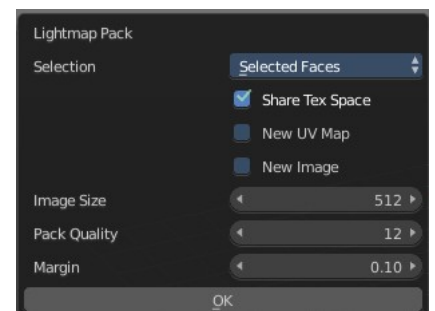 Lightmap Pack
Selection Selected Faces
Share Tex Space
New UV Map
New Image
Image Size 512
Pack Quality 12
Margin 0.10
OK